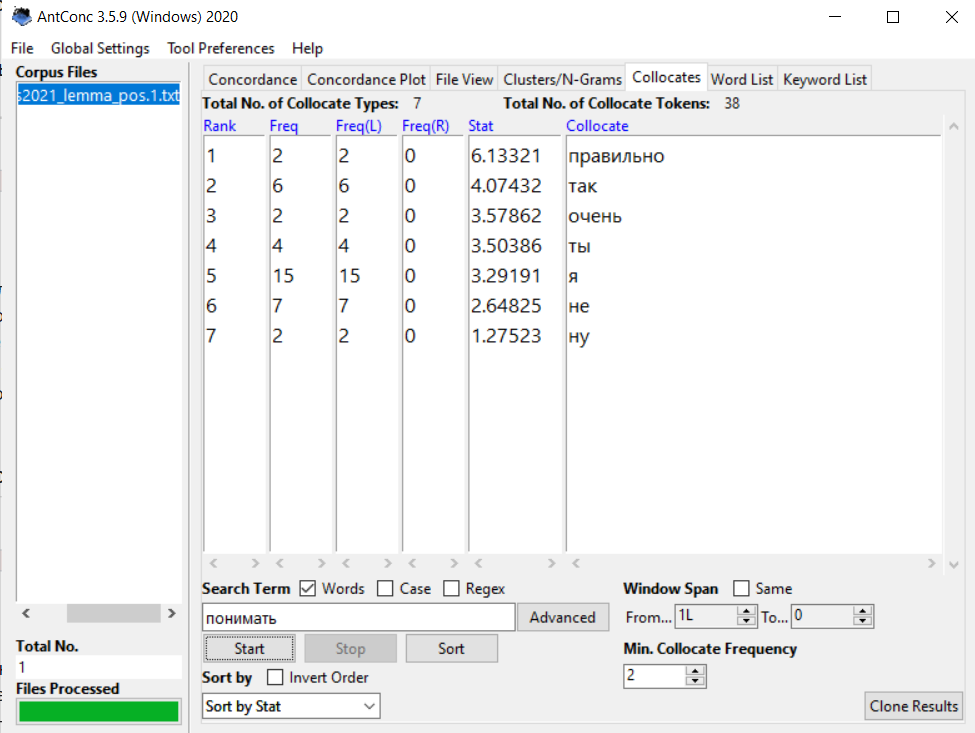 AntConc 3.5.9 (Windows) 2020
File Global Settings Tool Preferences Help
Corpus Files
s2021_lemma_pos.1.txt
Concordance Concordance Plot File View Clusters/N-Grams Collocates Word List Keyword List
Total No. of Collocate Types: 7 Total No. of Collocate Tokens: 38
Rank Freq Freq(L) Freq(R) Stat Collocate
1 2 2 0 6.13321 правильно
2 6 6 0 4.07432 так
3 2 2 0 3.57862 очень
4 4 4 0 3.50386 ты
5 15 15 0 3.29191 я
6 7 7 0 2.64825 не
7 2 2 0 1.27523 ну
Search Term Words Case Regex Window Span Same
понимать Advanced From... 1L To... 0
Start Stop Sort Min. Collocate Frequency
Sort by Invert Order 2
Sort by Stat Clone Results
Total No.
1
Files Processed